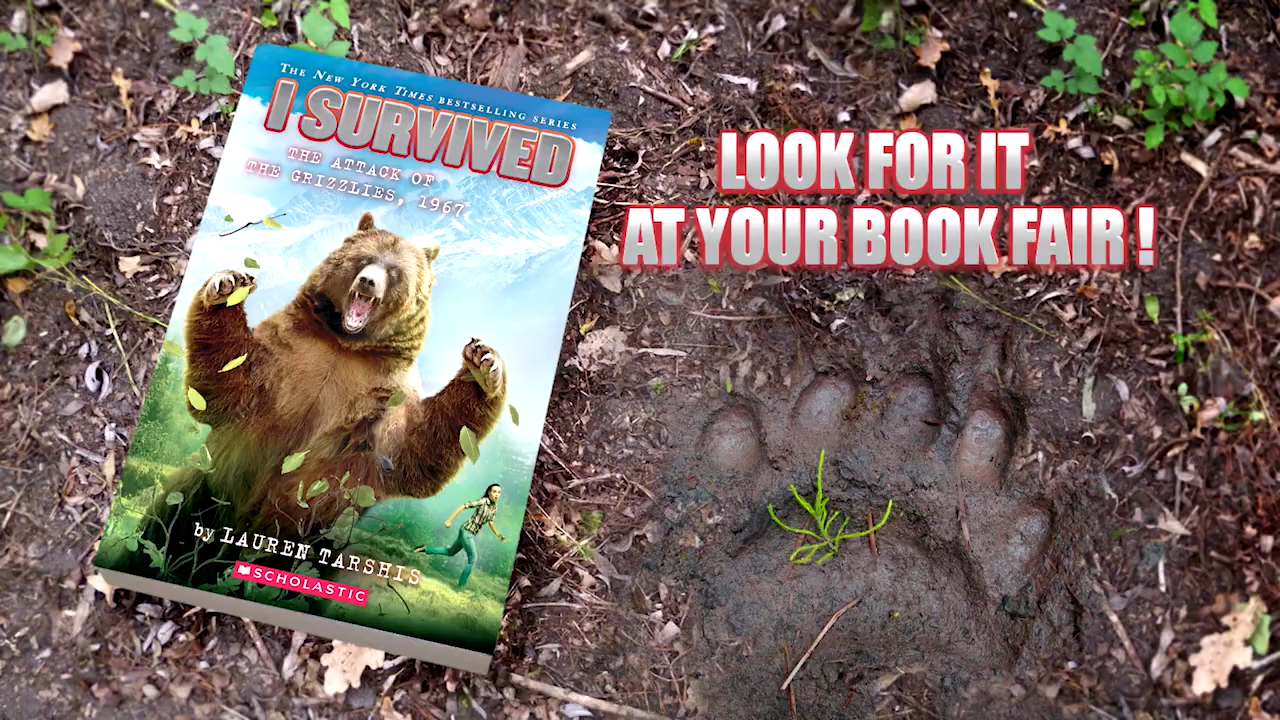 THE NEW YORK TIMES BESTSELLING SERIES
I SURVIVED
THE ATTACK OF
THE GRIZZLIES, 1967
by LAUREN TARSHIS
SCHOLASTIC
LOOK FOR IT
AT YOUR BOOK FAIR !